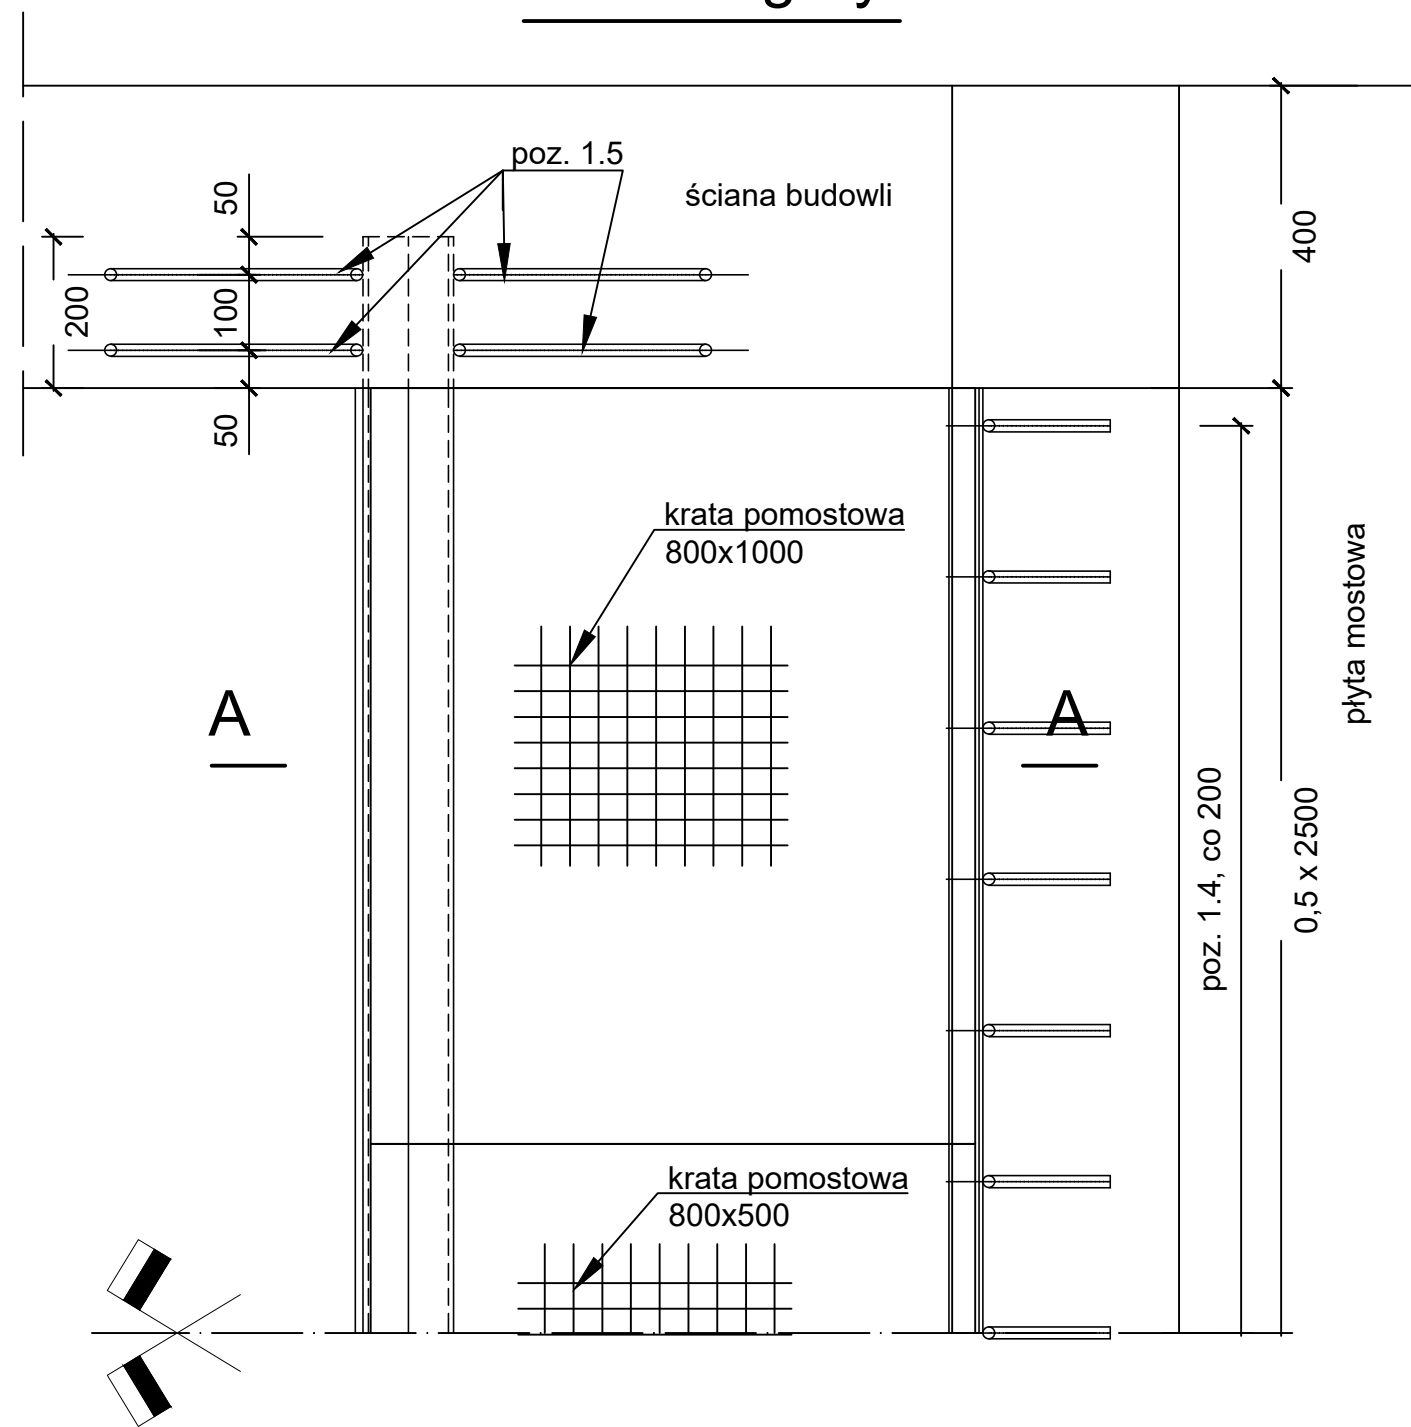 poz. 1.5
ściana budowli
50
100
50
200
400
krata pomostowa
800x1000
A
A
poz. 1.4, co 200
0,5 x 2500
płyta mostowa
krata pomostowa
800x500